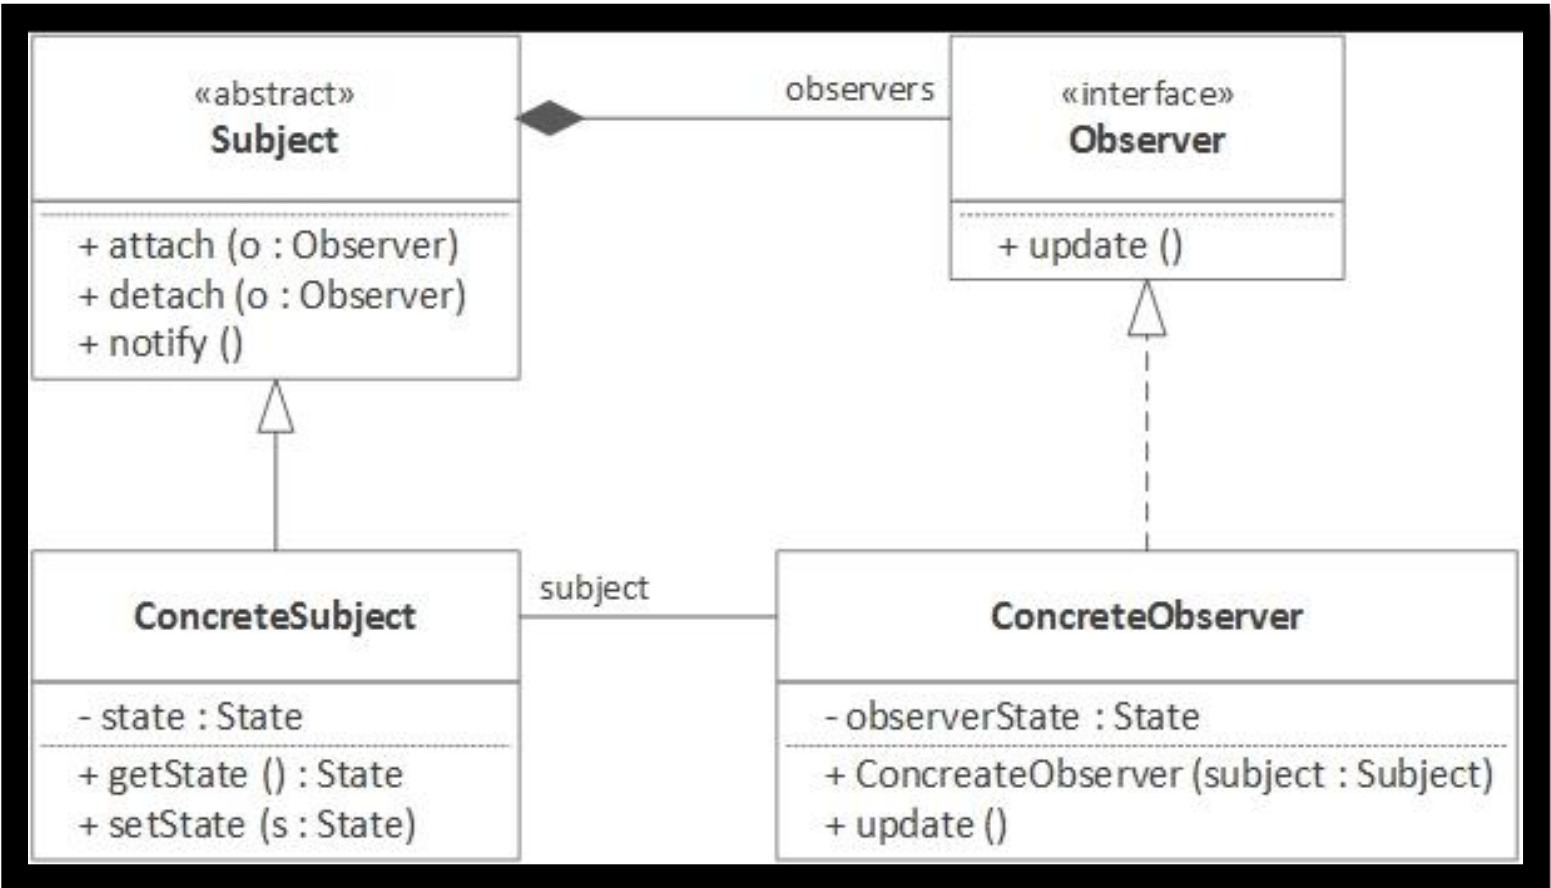 «abstract»
Subject
+ attach (o : Observer)
+ detach (o : Observer)
+ notify ()
observers
«interface»
Observer
+ update ()
ConcreteSubject
- state : State
+ getState () : State
+ setState (s : State)
subject
ConcreteObserver
- observerState : State
+ ConcreateObserver (subject : Subject)
+ update ()